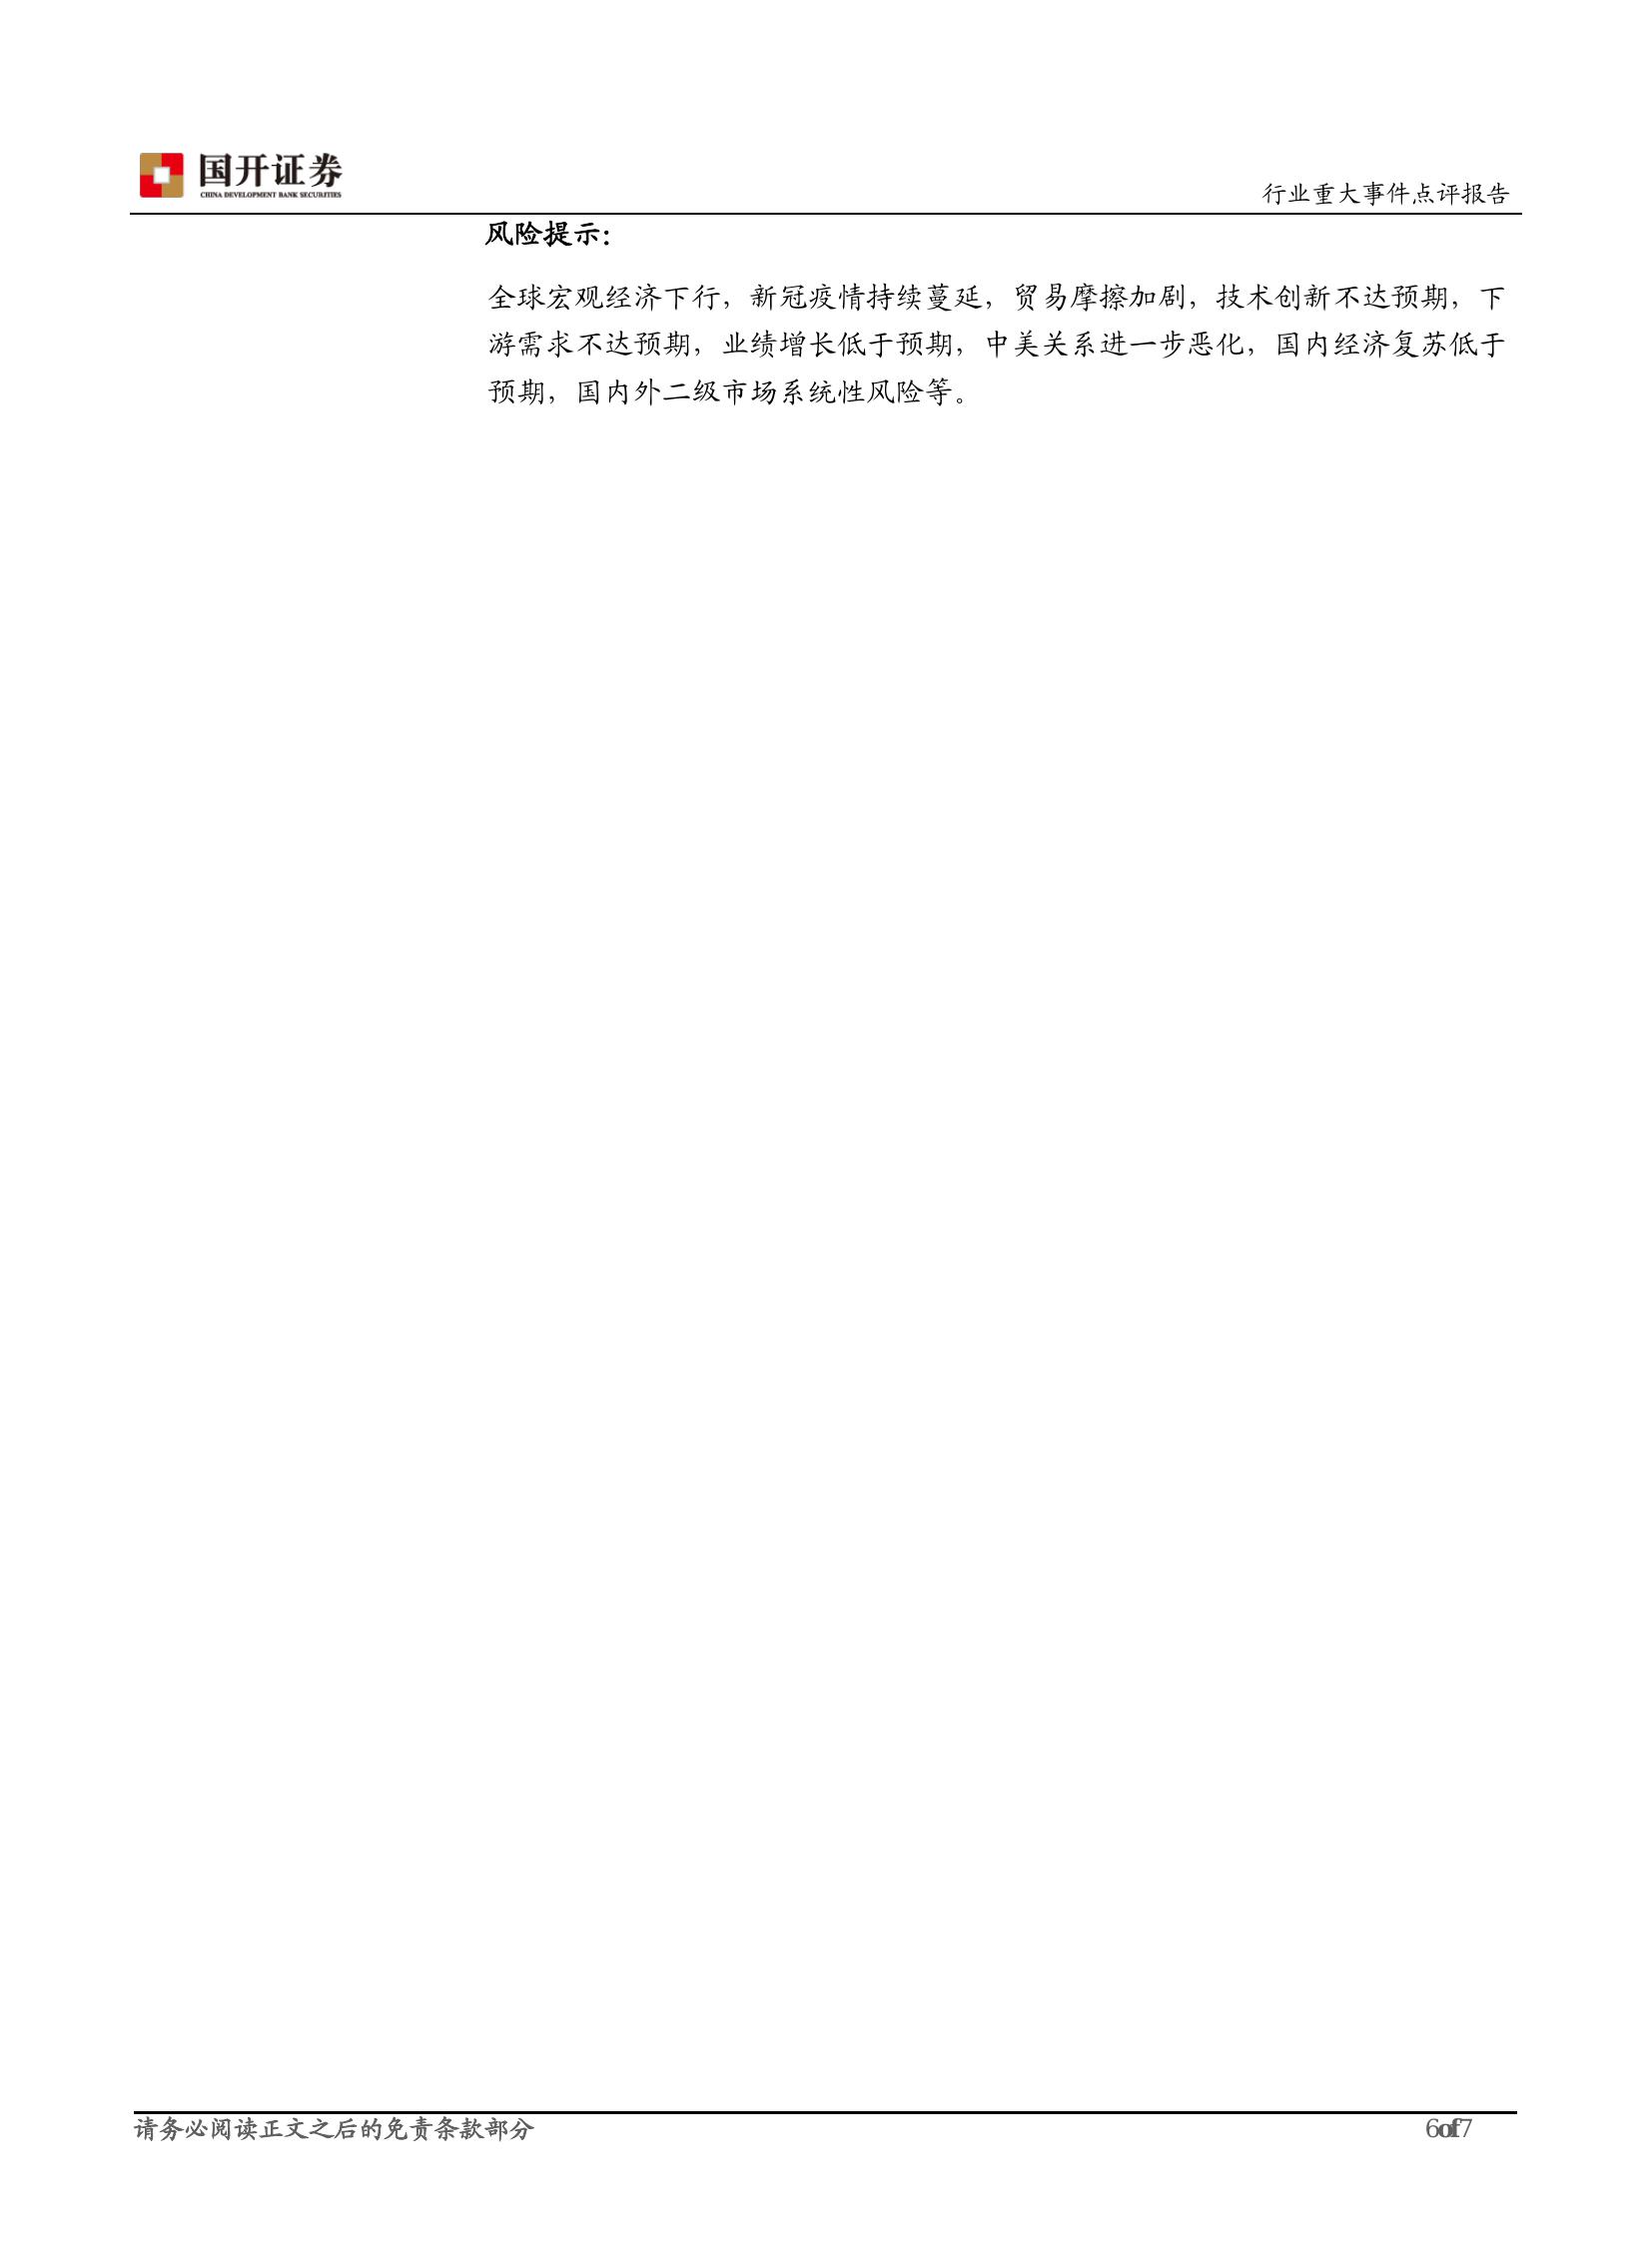 国开证券
CHINA DEVELOPMENT BANK SECURITIES
行业重大事件点评报告
风险提示：
全球宏观经济下行，新冠疫情持续蔓延，贸易摩擦加剧，技术创新不达预期，下
游需求不达预期，业绩增长低于预期，中美关系进一步恶化，国内经济复苏低于
预期，国内外二级市场系统性风险等。
请务必阅读正文之后的免责条款部分
6of7